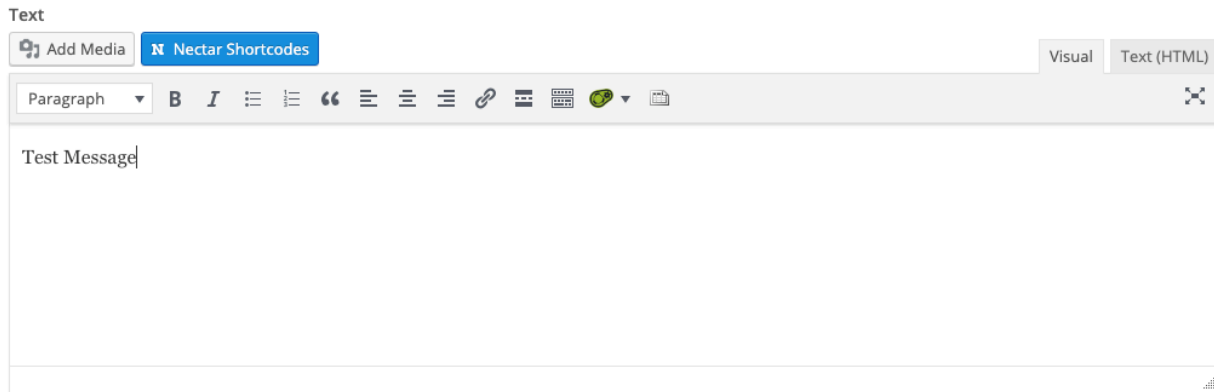 Text
Add Media N Nectar Shortcodes
Visual Text (HTML)
Paragraph B I
Test Message